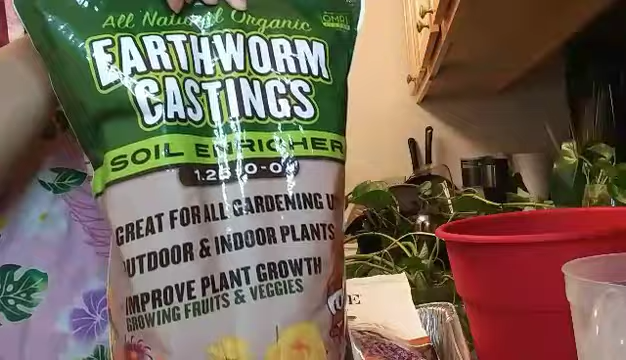 All Natural Organic
OMRI
EARTHWORM
CASTINGS
SOIL ENRICHER
GREAT FOR ALL GARDENING
OUTDOOR & INDOOR PLANTS
IMPROVE PLANT GROWTH
GROWING FRUITS & VEGGIES